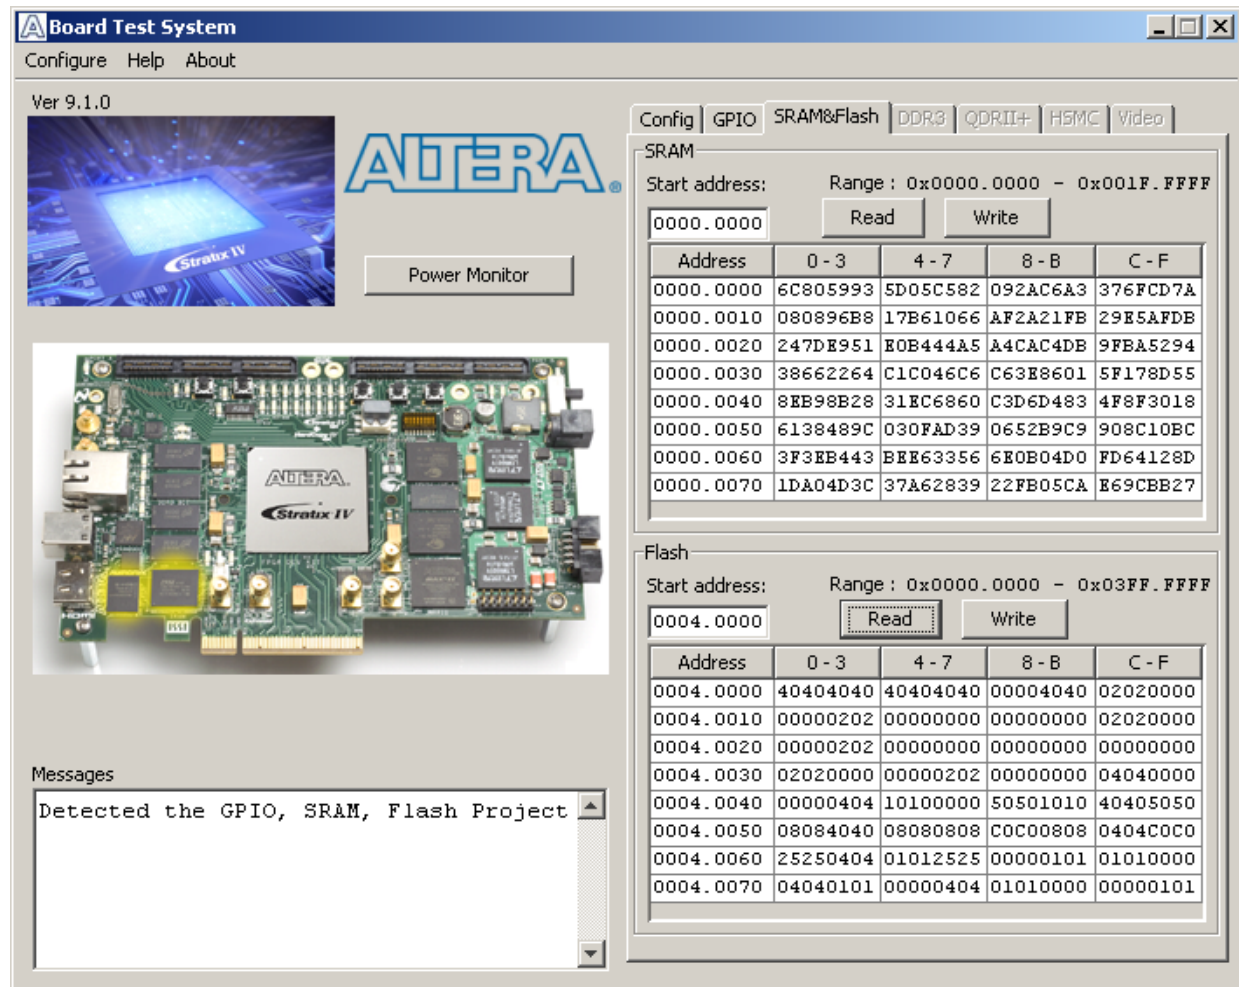 ALTERA Board Test System
Configure Help About
Ver 9.1.0
Stratix IV
ALTERA®
Power Monitor
ALTERA
Stratix IV
HDMI
ISSI
Messages
Detected the GPIO, SRAM, Flash Project
Config GPIO SRAM&Flash DDR3 QDRII+ HSMC Video
SRAM
Start address: Range : 0x0000.0000 - 0x001F.FFFF
0000.0000 Read Write
Address 0 - 3 4 - 7 8 - B C - F
0000.0000 6C805993 5D05C582 092AC6A3 376FCD7A
0000.0010 080896B8 17B61066 AF2A21FB 29E5AFDB
0000.0020 247DE951 E0B444A5 A4CAC4DB 9FBA5294
0000.0030 38662264 C1C046C6 C63E8601 5F178D55
0000.0040 8EB98B28 31EC6860 C3D6D483 4F8F3018
0000.0050 6138489C 030FAD39 0652B9C9 908C10BC
0000.0060 3F3EB443 BEE63356 6E0B04D0 FD64128D
0000.0070 1DA04D3C 37A62839 22FB05CA E69CBB27
Flash
Start address: Range : 0x0000.0000 - 0x03FF.FFFF
0004.0000 Read Write
Address 0 - 3 4 - 7 8 - B C - F
0004.0000 40404040 40404040 00004040 02020000
0004.0010 00000202 00000000 00000000 02020000
0004.0020 00000202 00000000 00000000 00000000
0004.0030 02020000 00000202 00000000 04040000
0004.0040 00000404 10100000 50501010 40405050
0004.0050 08084040 08080808 C0C00808 0404C0C0
0004.0060 25250404 01012525 00000101 01010000
0004.0070 04040101 00000404 01010000 00000101